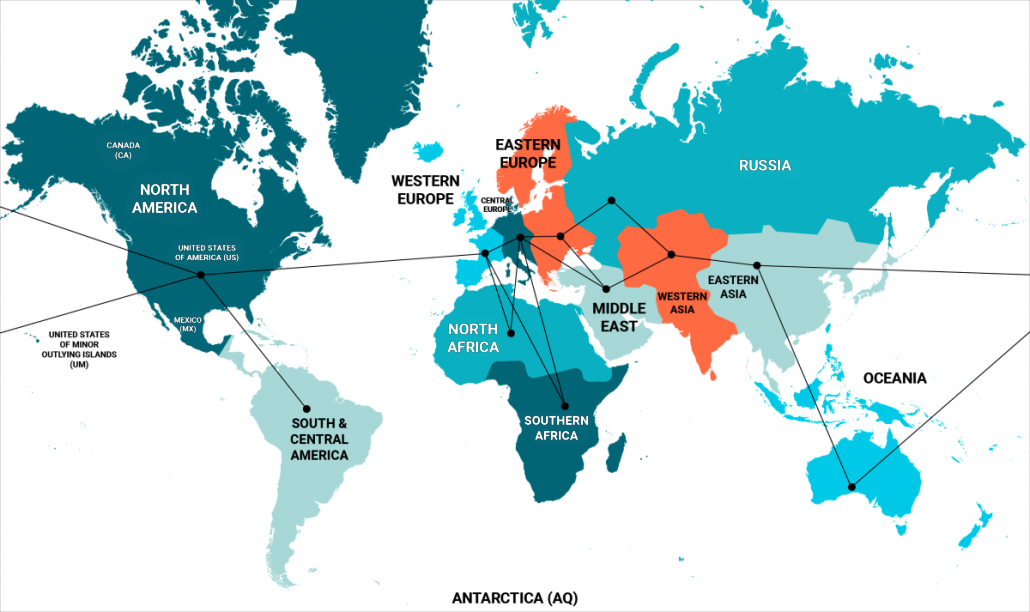 CANADA
(CA)
NORTH
AMERICA
UNITED STATES
OF AMERICA (US)
MEXICO
(MX)
UNITED STATES
OF MINOR
OUTLYING ISLANDS
(UM)
SOUTH &
CENTRAL
AMERICA
WESTERN
EUROPE
EASTERN
EUROPE
CENTRAL
EUROPE
RUSSIA
NORTH
AFRICA
SOUTHERN
AFRICA
MIDDLE
EAST
WESTERN
ASIA
EASTERN
ASIA
OCEANIA
ANTARCTICA (AQ)